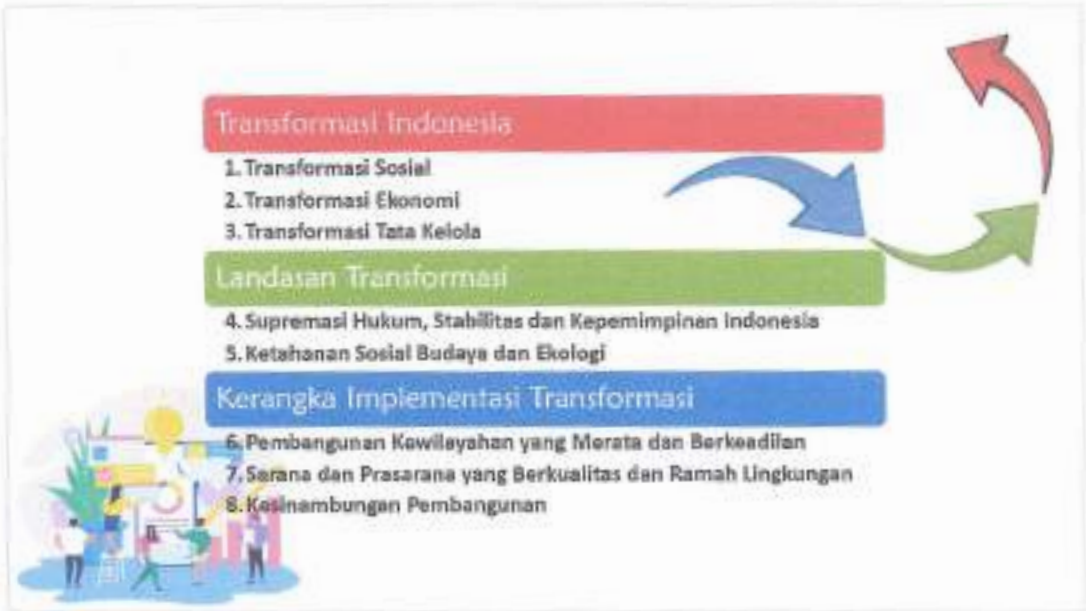 Transformasi Indonesia
1. Transformasi Sosial
2. Transformasi Ekonomi
3. Transformasi Tata Kelola
Landasan Transformasi
4. Supremasi Hukum, Stabilitas dan Kepemimpinan Indonesia
5. Ketahanan Sosial Budaya dan Ekologi
Kerangka Implementasi Transformasi
6. Pembangunan Kewilayahan yang Merata dan Berkeadilan
7. Sarana dan Prasarana yang Berkualitas dan Ramah Lingkungan
8. Kesinambungan Pembangunan